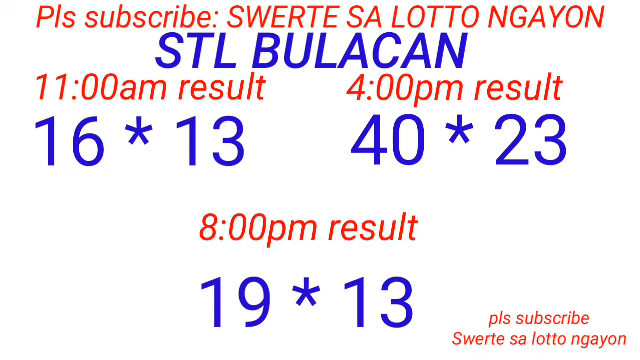 Pls subscribe: SWERTE SA LOTTO NGAYON
STL BULACAN
11:00am result 4:00pm result
16 * 13 40 * 23
8:00pm result
19 * 13
pls subscribe
Swerte sa lotto ngayon